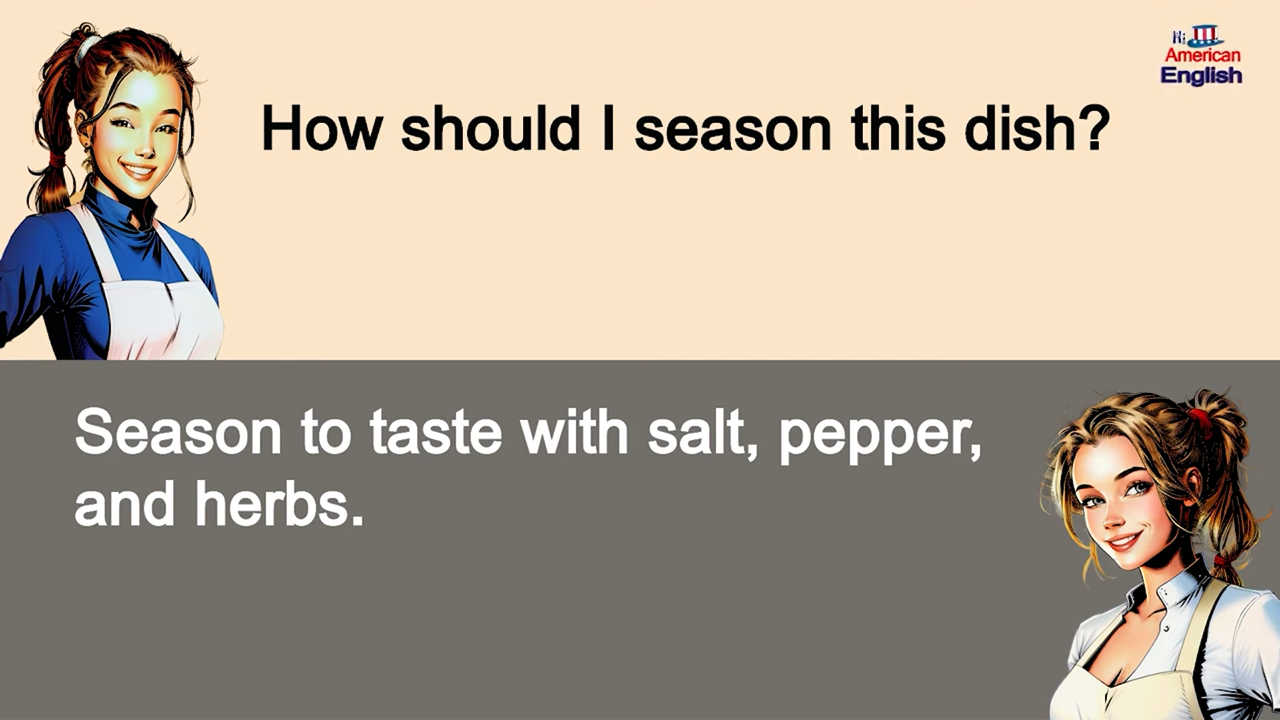 Hi
American
English
How should I season this dish?
Season to taste with salt, pepper,
and herbs.